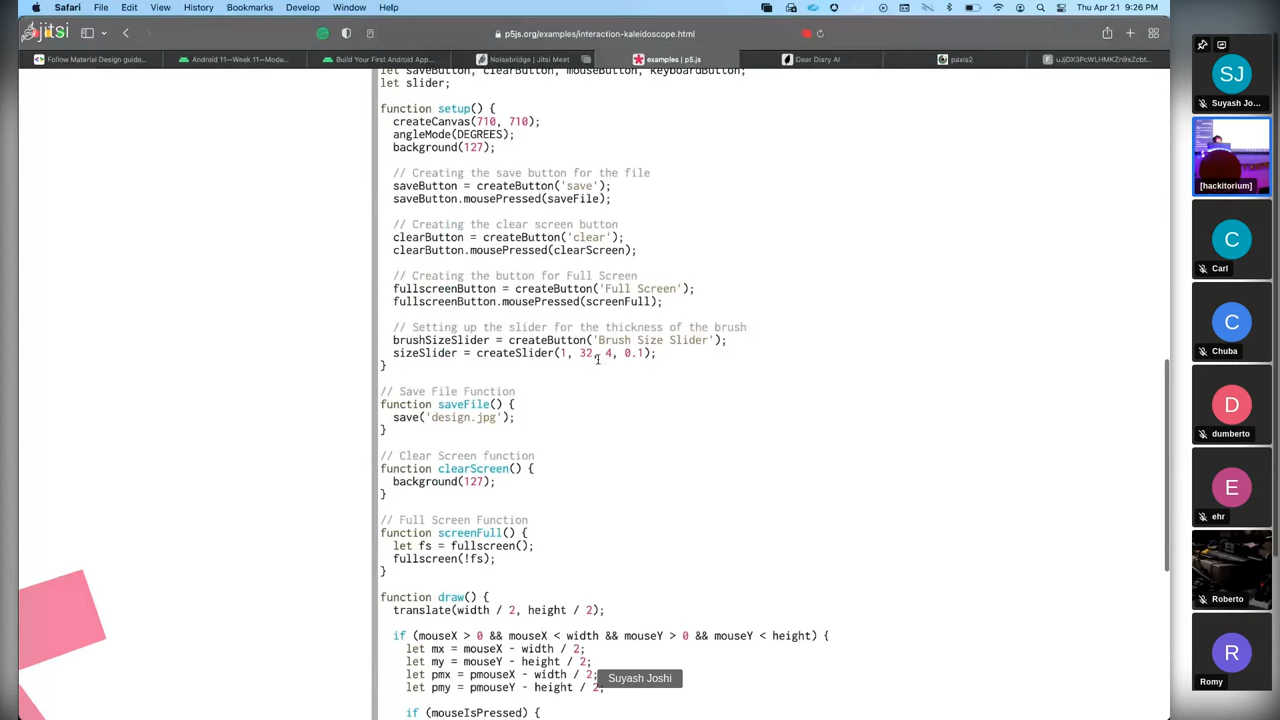 Safari File Edit View History Bookmarks Develop Window Help Thu Apr 21 9:26 PM
jitsi
p5js.org/examples/interaction-kaleidoscope.html
Follow Material Design guide... Android 11—Week 11—Mode... Build Your First Android App... Noisebridge | Jitsi Meet examples | p5.js Dear Diary AI paxis2 uJjDX3PcWLHMKZn9sZcbt...
let saveButton, clearButton, mouseButton, keyboardButton;
let slider;
function setup() {
createCanvas(710, 710);
angleMode(DEGREES);
background(127);
// Creating the save button for the file
saveButton = createButton('save');
saveButton.mousePressed(saveFile);
// Creating the clear screen button
clearButton = createButton('clear');
clearButton.mousePressed(clearScreen);
// Creating the button for Full Screen
fullscreenButton = createButton('Full Screen');
fullscreenButton.mousePressed(screenFull);
// Setting up the slider for the thickness of the brush
brushSizeSlider = createButton('Brush Size Slider');
sizeSlider = createSlider(1, 32, 4, 0.1);
}
// Save File Function
function saveFile() {
save('design.jpg');
}
// Clear Screen function
function clearScreen() {
background(127);
}
// Full Screen Function
function screenFull() {
let fs = fullscreen();
fullscreen(!fs);
}
function draw() {
translate(width / 2, height / 2);
if (mouseX > 0 && mouseX < width && mouseY > 0 && mouseY < height) {
let mx = mouseX - width / 2;
let my = mouseY - height / 2;
let pmx = pmouseX - width / 2;
let pmy = pmouseY - height / 2;
if (mouseIsPressed) {
Suyash Joshi
SJ
Suyash Jo...
[hackitorium]
C
Carl
C
Chuba
D
dumberto
E
ehr
Roberto
R
Romy